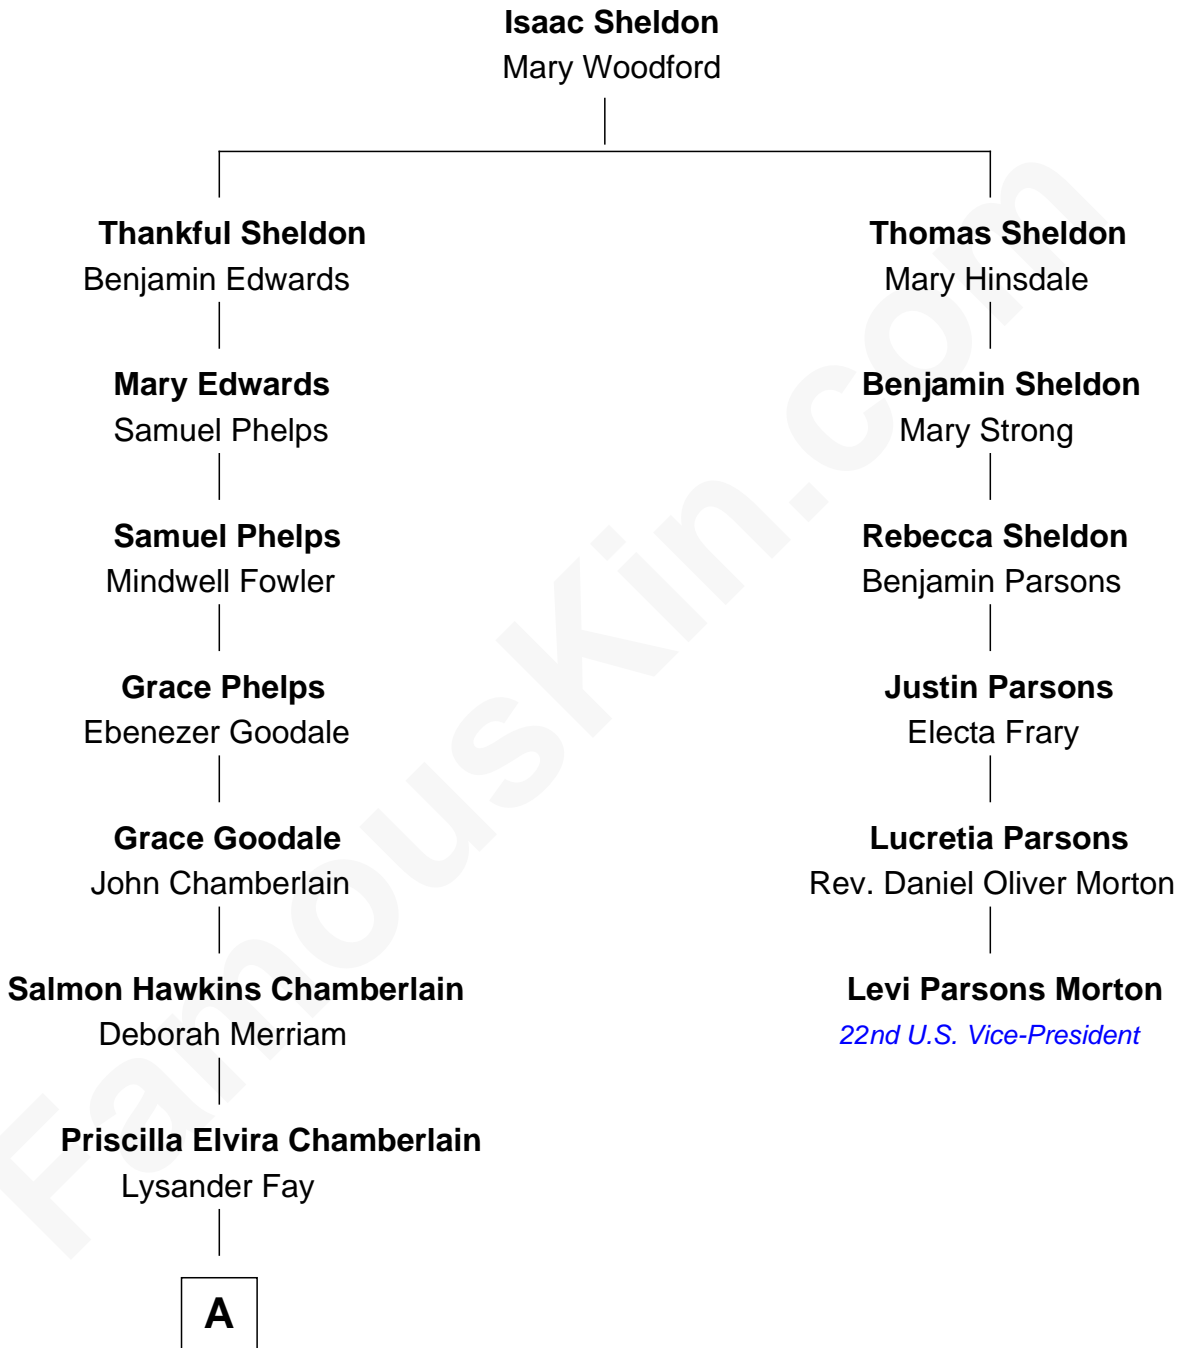 Isaac Sheldon
Mary Woodford
Thankful Sheldon
Benjamin Edwards
Thomas Sheldon
Mary Hinsdale
Mary Edwards
Samuel Phelps
Benjamin Sheldon
Mary Strong
Samuel Phelps
Mindwell Fowler
Rebecca Sheldon
Benjamin Parsons
Grace Phelps
Ebenezer Goodale
Justin Parsons
Electa Frary
Grace Goodale
John Chamberlain
Lucretia Parsons
Rev. Daniel Oliver Morton
Salmon Hawkins Chamberlain
Deborah Merriam
Levi Parsons Morton
22nd U.S. Vice-President
Priscilla Elvira Chamberlain
Lysander Fay
A
FamousKin.com